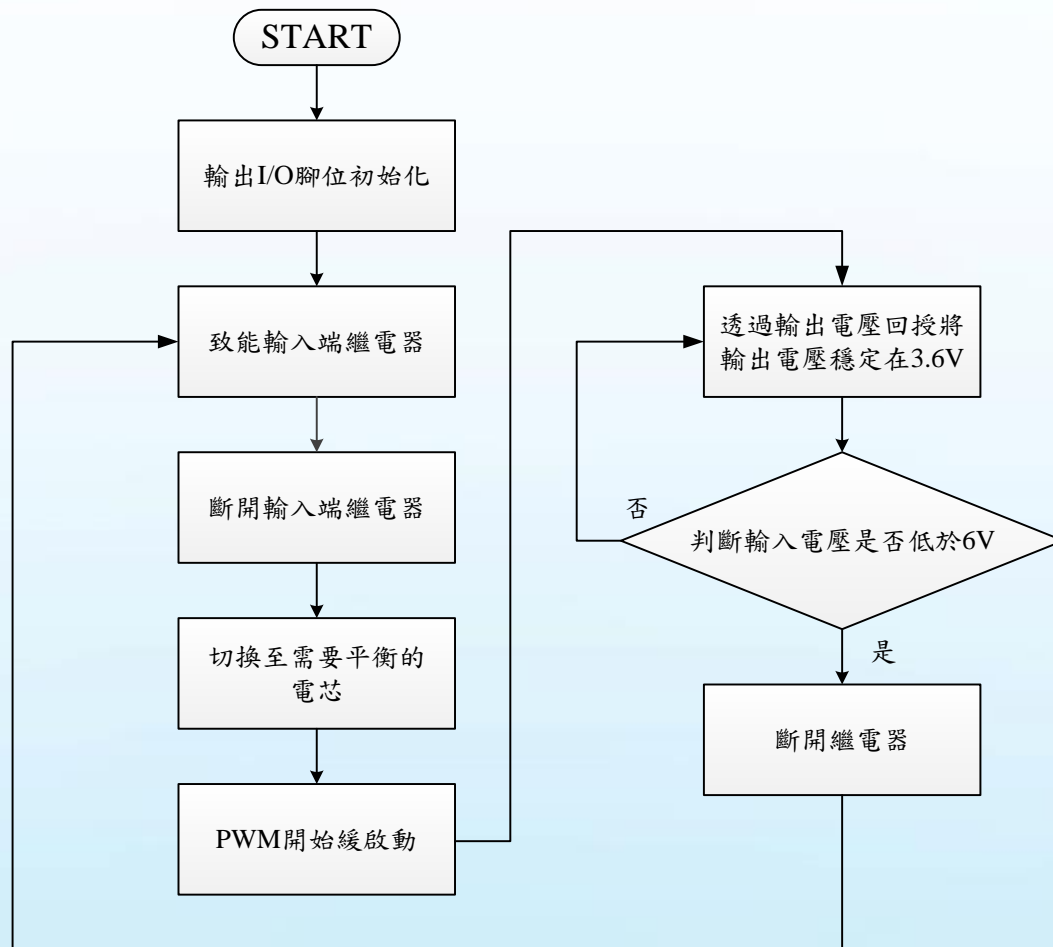 START
輸出I/O腳位初始化
致能輸入端繼電器
斷開輸入端繼電器
切換至需要平衡的
電芯
PWM開始緩啟動
透過輸出電壓回授將
輸出電壓穩定在3.6V
否
判斷輸入電壓是否低於6V
是
斷開繼電器